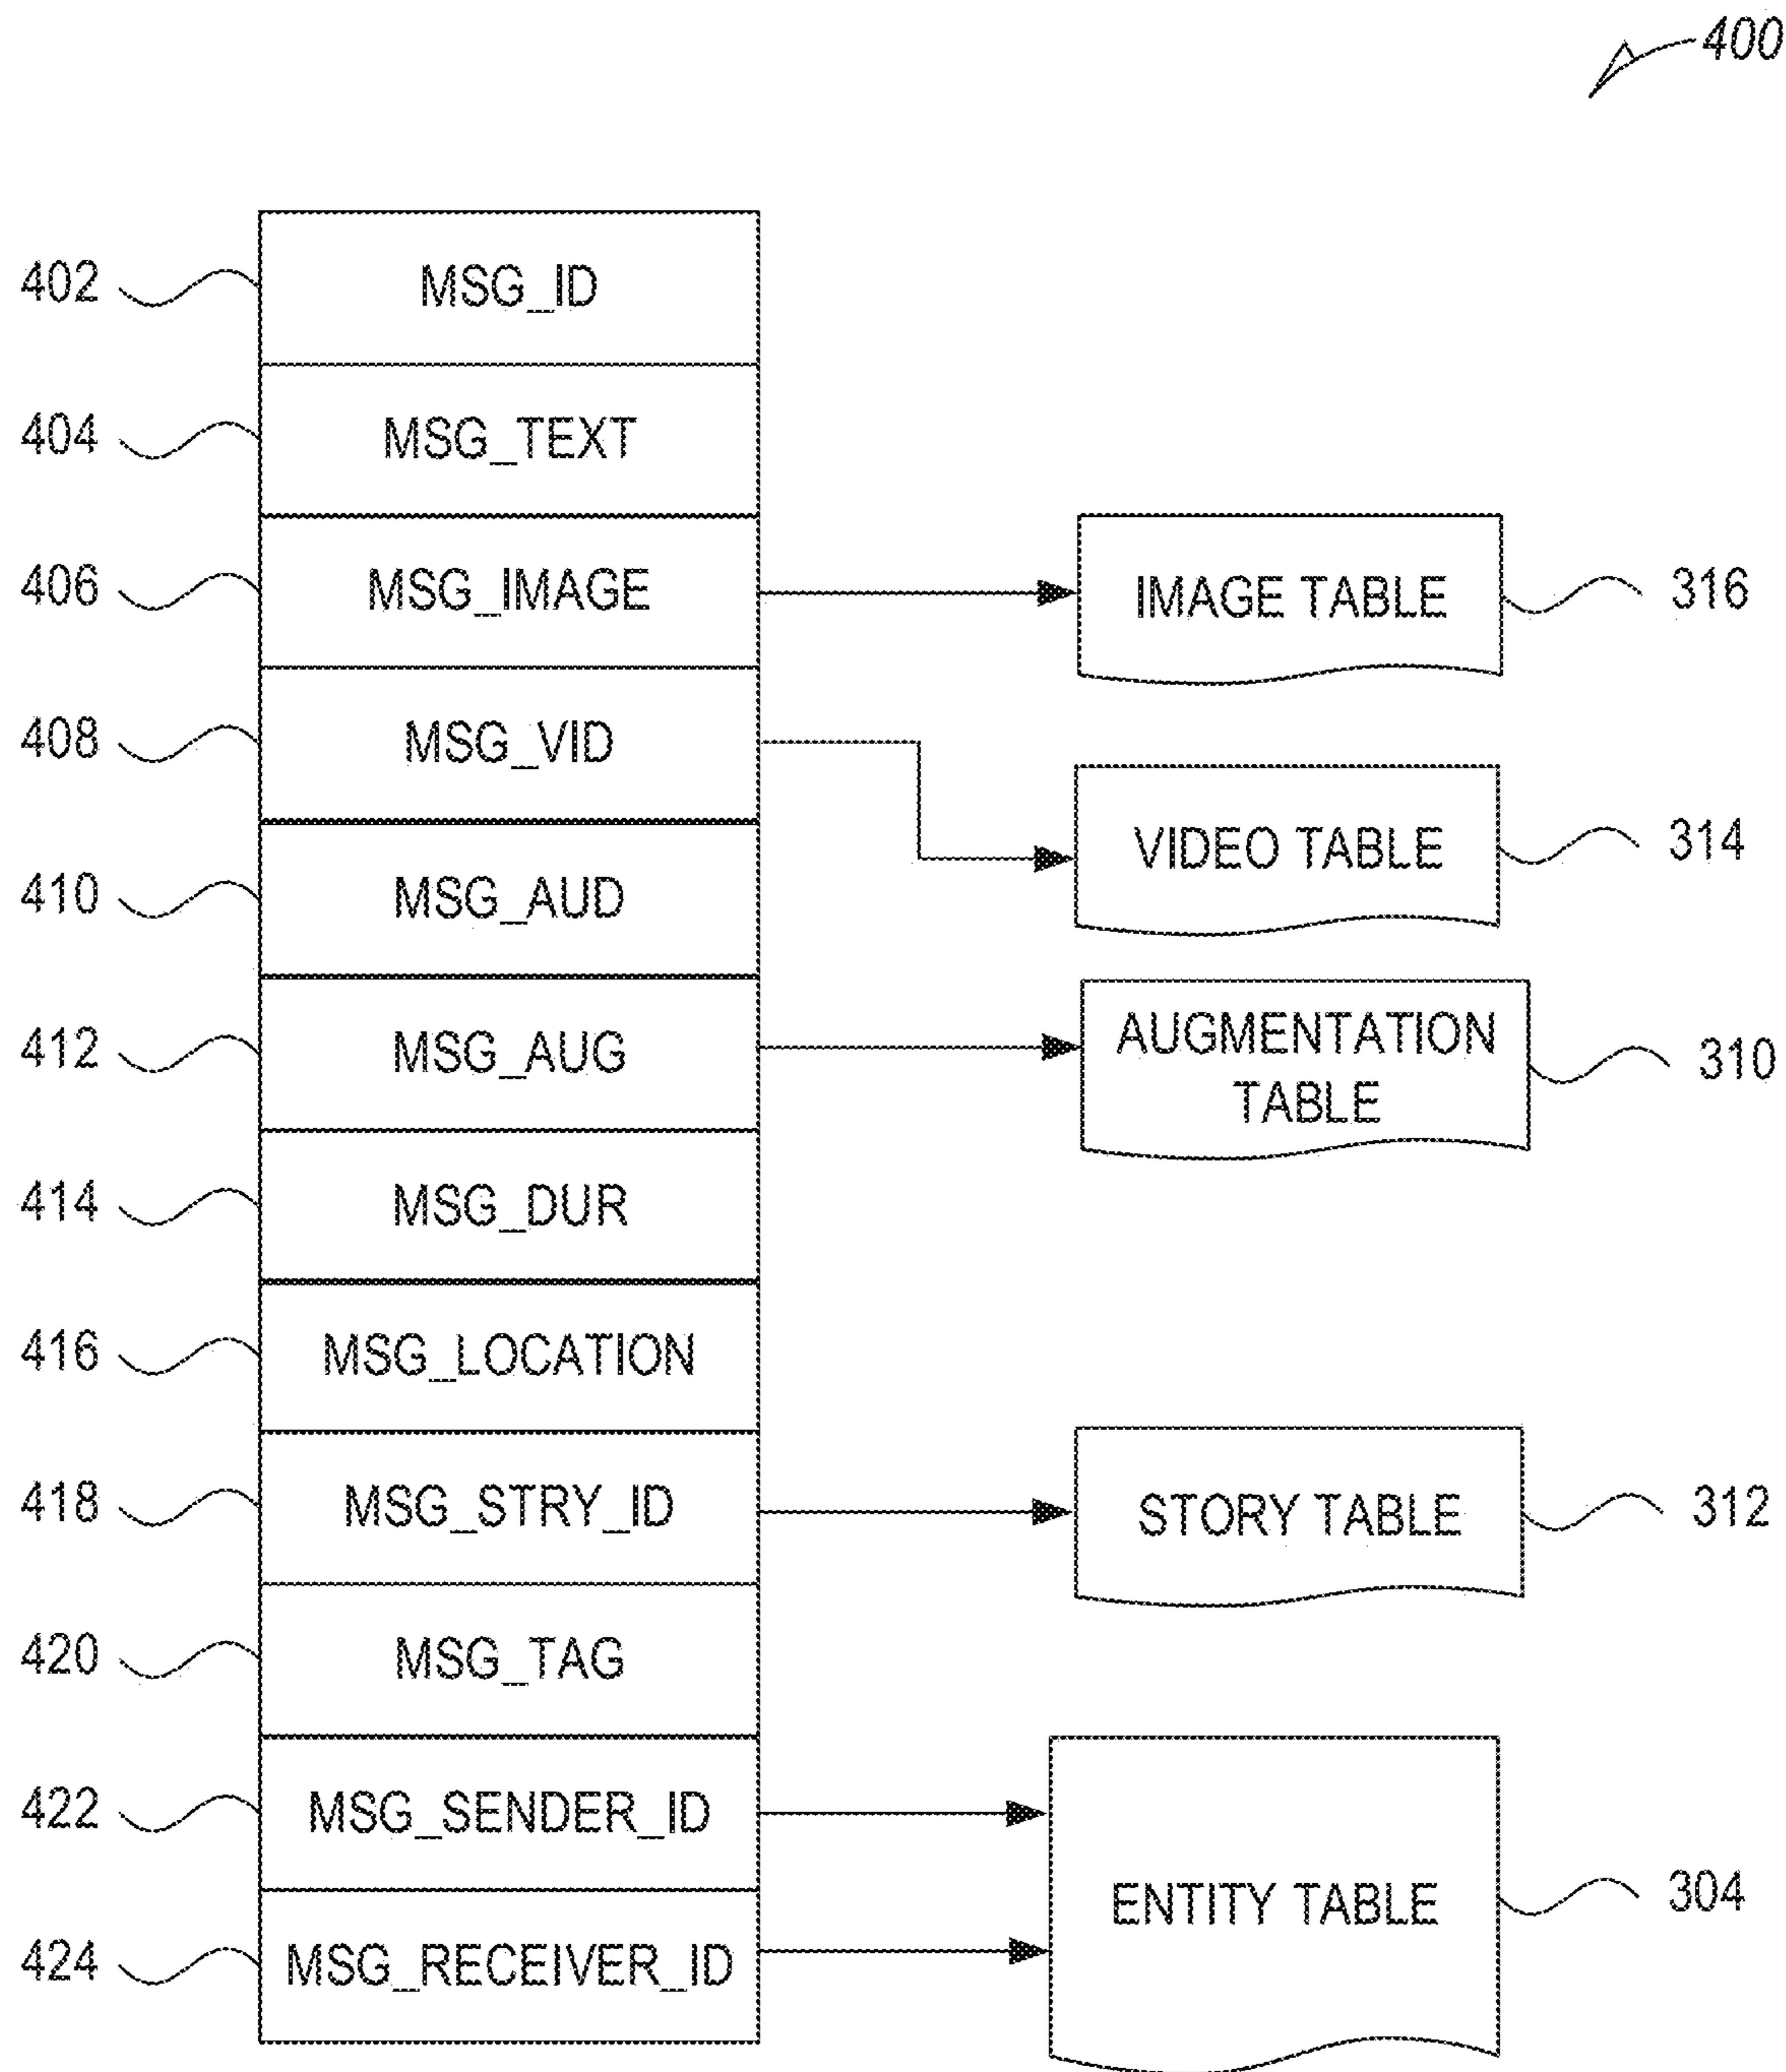 400
402 MSG_ID
404 MSG_TEXT
406 MSG_IMAGE IMAGE TABLE 316
408 MSG_VID
VIDEO TABLE 314
410 MSG_AUD
412 MSG_AUG AUGMENTATION TABLE 310
414 MSG_DUR
416 MSG_LOCATION
418 MSG_STRY_ID STORY TABLE 312
420 MSG_TAG
422 MSG_SENDER_ID
ENTITY TABLE 304
424 MSG_RECEIVER_ID